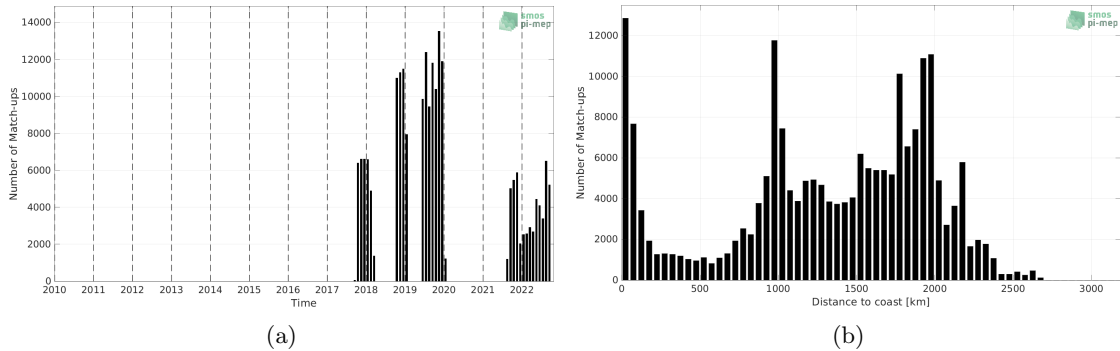 smos
pi-mep
Number of Match-ups
14000
12000
10000
8000
6000
4000
2000
0
2010 2011 2012 2013 2014 2015 2016 2017 2018 2019 2020 2021 2022
Time
(a)
smos
pi-mep
Number of Match-ups
12000
10000
8000
6000
4000
2000
0
0 500 1000 1500 2000 2500 3000
Distance to coast [km]
(b)